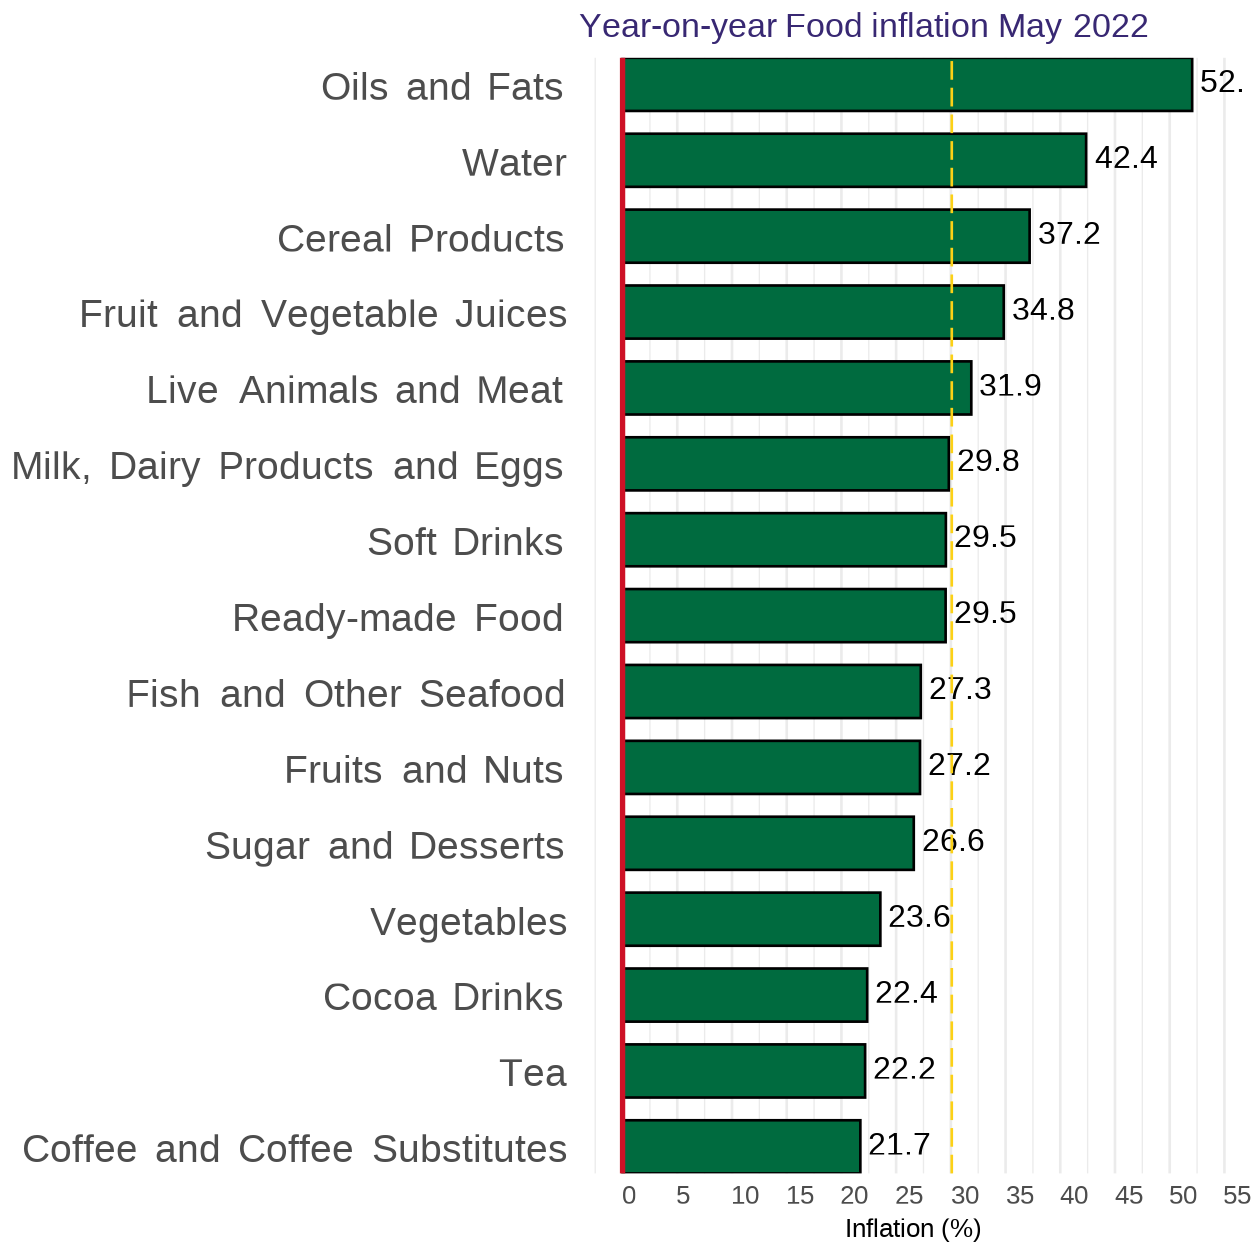 Year-on-year Food inflation May 2022
Oils and Fats 52.
Water 42.4
Cereal Products 37.2
Fruit and Vegetable Juices 34.8
Live Animals and Meat 31.9
Milk, Dairy Products and Eggs 29.8
Soft Drinks 29.5
Ready-made Food 29.5
Fish and Other Seafood 27.3
Fruits and Nuts 27.2
Sugar and Desserts 26.6
Vegetables 23.6
Cocoa Drinks 22.4
Tea 22.2
Coffee and Coffee Substitutes 21.7
0 5 10 15 20 25 30 35 40 45 50 55
Inflation (%)